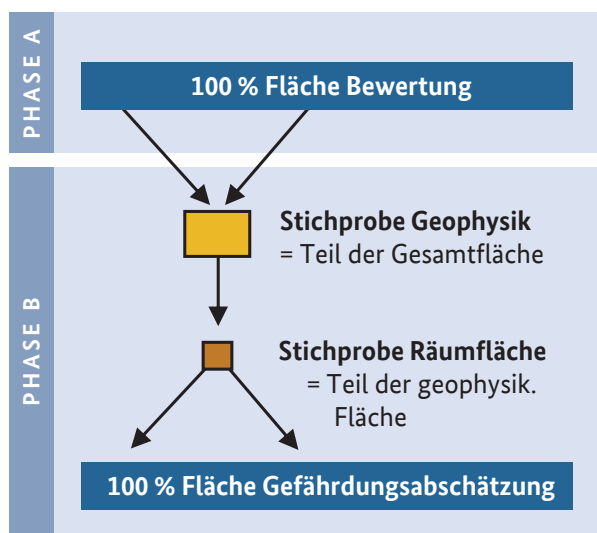 PHASE A
100 % Fläche Bewertung
PHASE B
Stichprobe Geophysik
= Teil der Gesamtfläche
Stichprobe Räumfläche
= Teil der geophysik.
Fläche
100 % Fläche Gefährdungsabschätzung